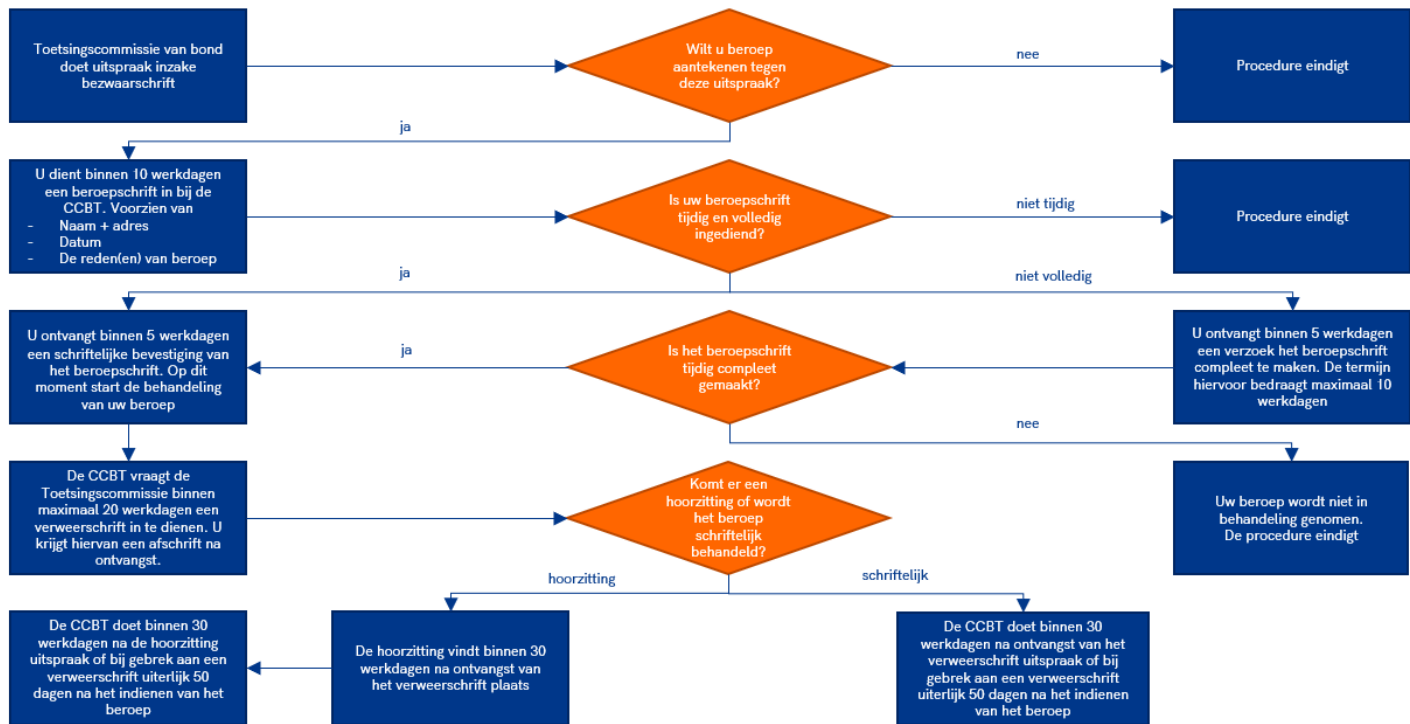 Toetsingscommissie van bond
doet uitspraak inzake
bezwaarschrift
Wilt u beroep
aantekenen tegen
deze uitspraak?
nee
Procedure eindigt
ja
U dient binnen 10 werkdagen
een beroepschrift in bij de
CCBT. Voorzien van
- Naam + adres
- Datum
- De reden(en) van beroep
Is uw beroepschrift
tijdig en volledig
ingediend?
niet tijdig
Procedure eindigt
ja
niet volledig
U ontvangt binnen 5 werkdagen
een schriftelijke bevestiging van
het beroepschrift. Op dit
moment start de behandeling
van uw beroep
ja
Is het beroepschrift
tijdig compleet
gemaakt?
U ontvangt binnen 5 werkdagen
een verzoek het beroepschrift
compleet te maken. De termijn
hiervoor bedraagt maximaal 10
werkdagen
nee
De CCBT vraagt de
Toetsingscommissie binnen
maximaal 20 werkdagen een
verweerschrift in te dienen. U
krijgt hiervan een afschrift na
ontvangst.
Komt er een
hoorzitting of wordt
het beroep
schriftelijk
behandeld?
Uw beroep wordt niet in
behandeling genomen.
De procedure eindigt
hoorzitting
schriftelijk
De CCBT doet binnen 30
werkdagen na de hoorzitting
uitspraak of bij gebrek aan een
verweerschrift uiterlijk 50
dagen na het indienen van het
beroep
De hoorzitting vindt binnen 30
werkdagen na ontvangst van
het verweerschrift plaats
De CCBT doet binnen 30
werkdagen na ontvangst van het
verweerschrift uitspraak of bij
gebrek aan een verweerschrift
uiterlijk 50 dagen na het indienen
van het beroep